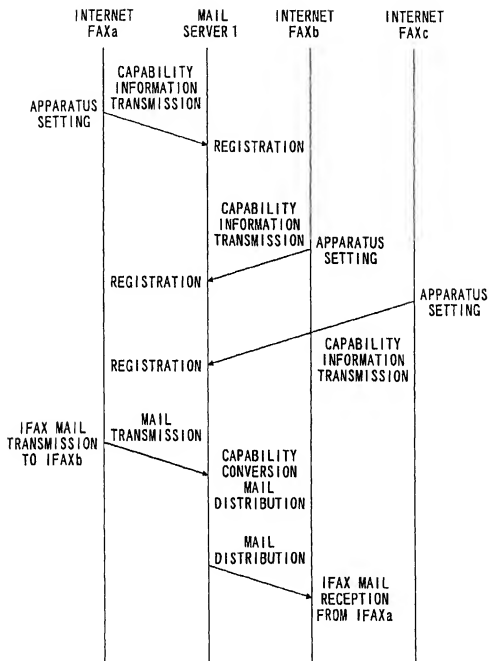 INTERNET
FAXa
MAIL
SERVER 1
INTERNET
FAXb
INTERNET
FAXc
CAPABILITY
INFORMATION
TRANSMISSION
APPARATUS
SETTING
REGISTRATION
CAPABILITY
INFORMATION
TRANSMISSION
APPARATUS
SETTING
REGISTRATION
APPARATUS
SETTING
CAPABILITY
INFORMATION
TRANSMISSION
REGISTRATION
IFAX MAIL
TRANSMISSION
TO IFAXb
MAIL
TRANSMISSION
CAPABILITY
CONVERSION
MAIL
DISTRIBUTION
MAIL
DISTRIBUTION
IFAX MAIL
RECEPTION
FROM IFAXa